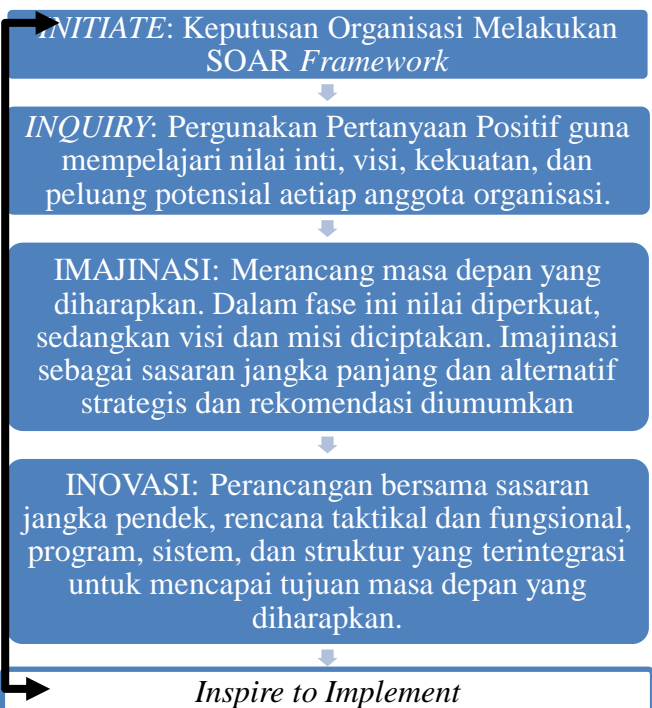 INITIATE: Keputusan Organisasi Melakukan
SOAR Framework
INQUIRY: Pergunakan Pertanyaan Positif guna
mempelajari nilai inti, visi, kekuatan, dan
peluang potensial aetiap anggota organisasi.
IMAJINASI: Merancang masa depan yang
diharapkan. Dalam fase ini nilai diperkuat,
sedangkan visi dan misi diciptakan. Imajinasi
sebagai sasaran jangka panjang dan alternatif
strategis dan rekomendasi diumumkan
INOVASI: Perancangan bersama sasaran
jangka pendek, rencana taktikal dan fungsional,
program, sistem, dan struktur yang terintegrasi
untuk mencapai tujuan masa depan yang
diharapkan.
Inspire to Implement